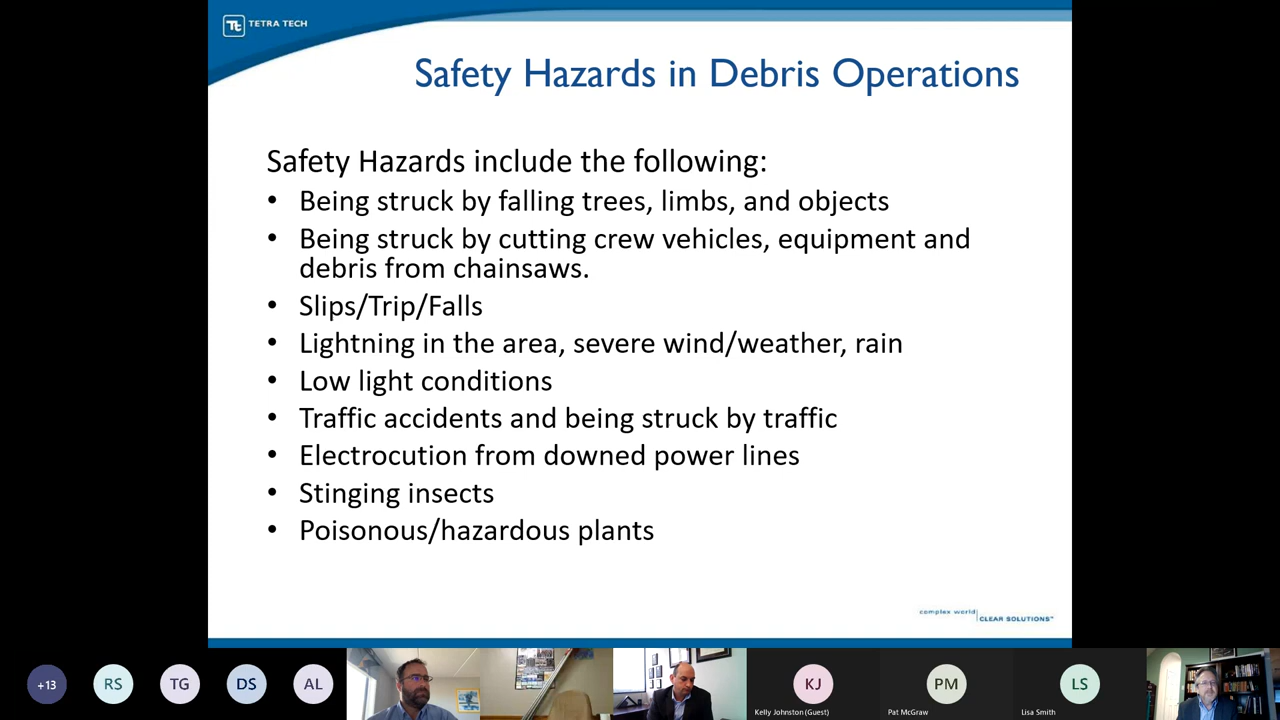 TETRA TECH
Safety Hazards in Debris Operations
Safety Hazards include the following:
• Being struck by falling trees, limbs, and objects
• Being struck by cutting crew vehicles, equipment and
debris from chainsaws.
• Slips/Trip/Falls
• Lightning in the area, severe wind/weather, rain
• Low light conditions
• Traffic accidents and being struck by traffic
• Electrocution from downed power lines
• Stinging insects
• Poisonous/hazardous plants
complex world
CLEAR SOLUTIONS™
+13
RS
TG
DS
AL
KJ
PM
LS
Kelly Johnston (Guest)
Pat McGraw
Lisa Smith